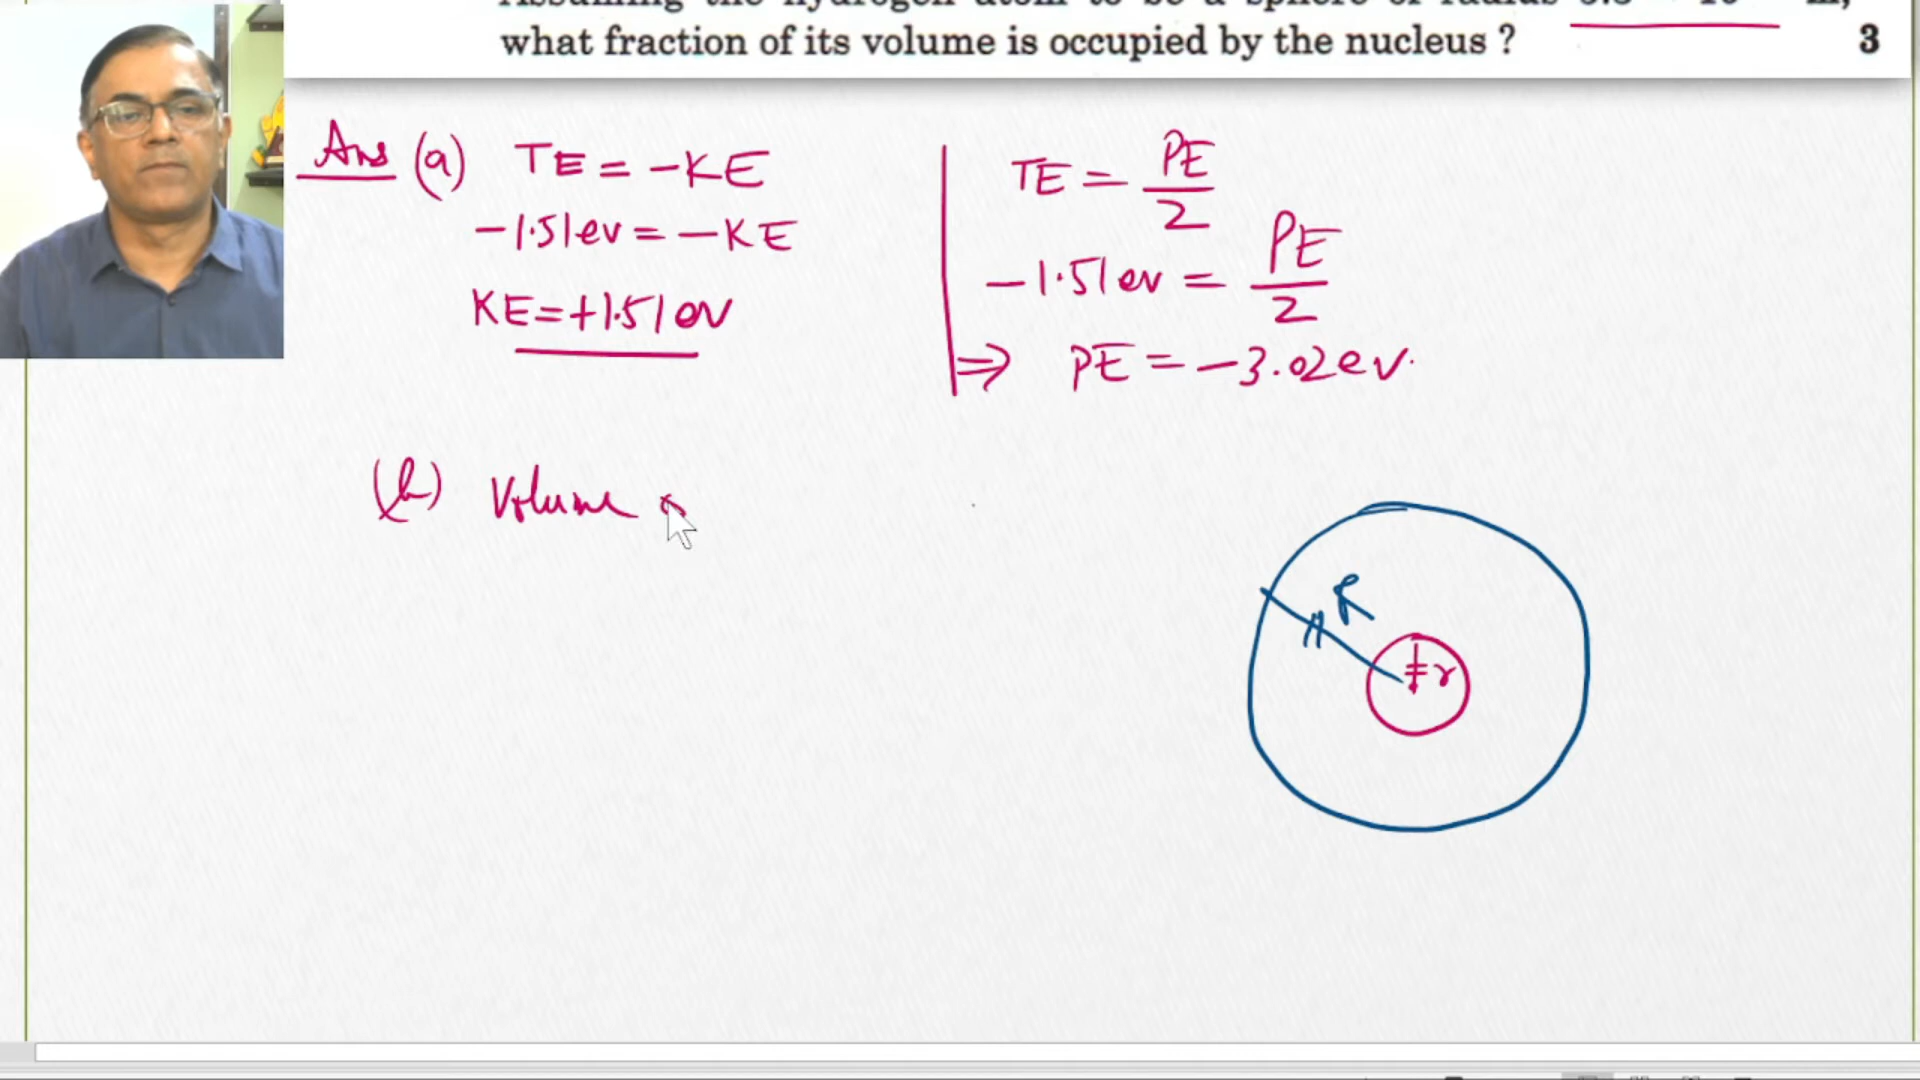 what fraction of its volume is occupied by the nucleus ?
3
Ans (a) TE = -KE
-1.51ev = -KE
KE = +1.51ev
TE = PE/2
-1.51ev = PE/2
⇒ PE = -3.02ev.
(b) Volume
R
r